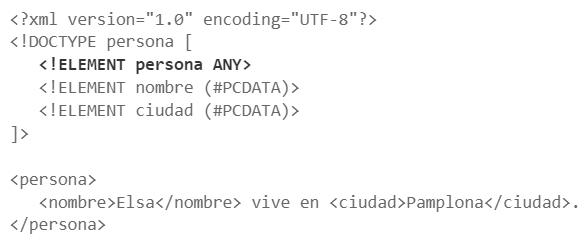 <?xml version="1.0" encoding="UTF-8"?>
<!DOCTYPE persona [
   <!ELEMENT persona ANY>
   <!ELEMENT nombre (#PCDATA)>
   <!ELEMENT ciudad (#PCDATA)>
]>

<persona>
   <nombre>Elsa</nombre> vive en <ciudad>Pamplona</ciudad>.
</persona>